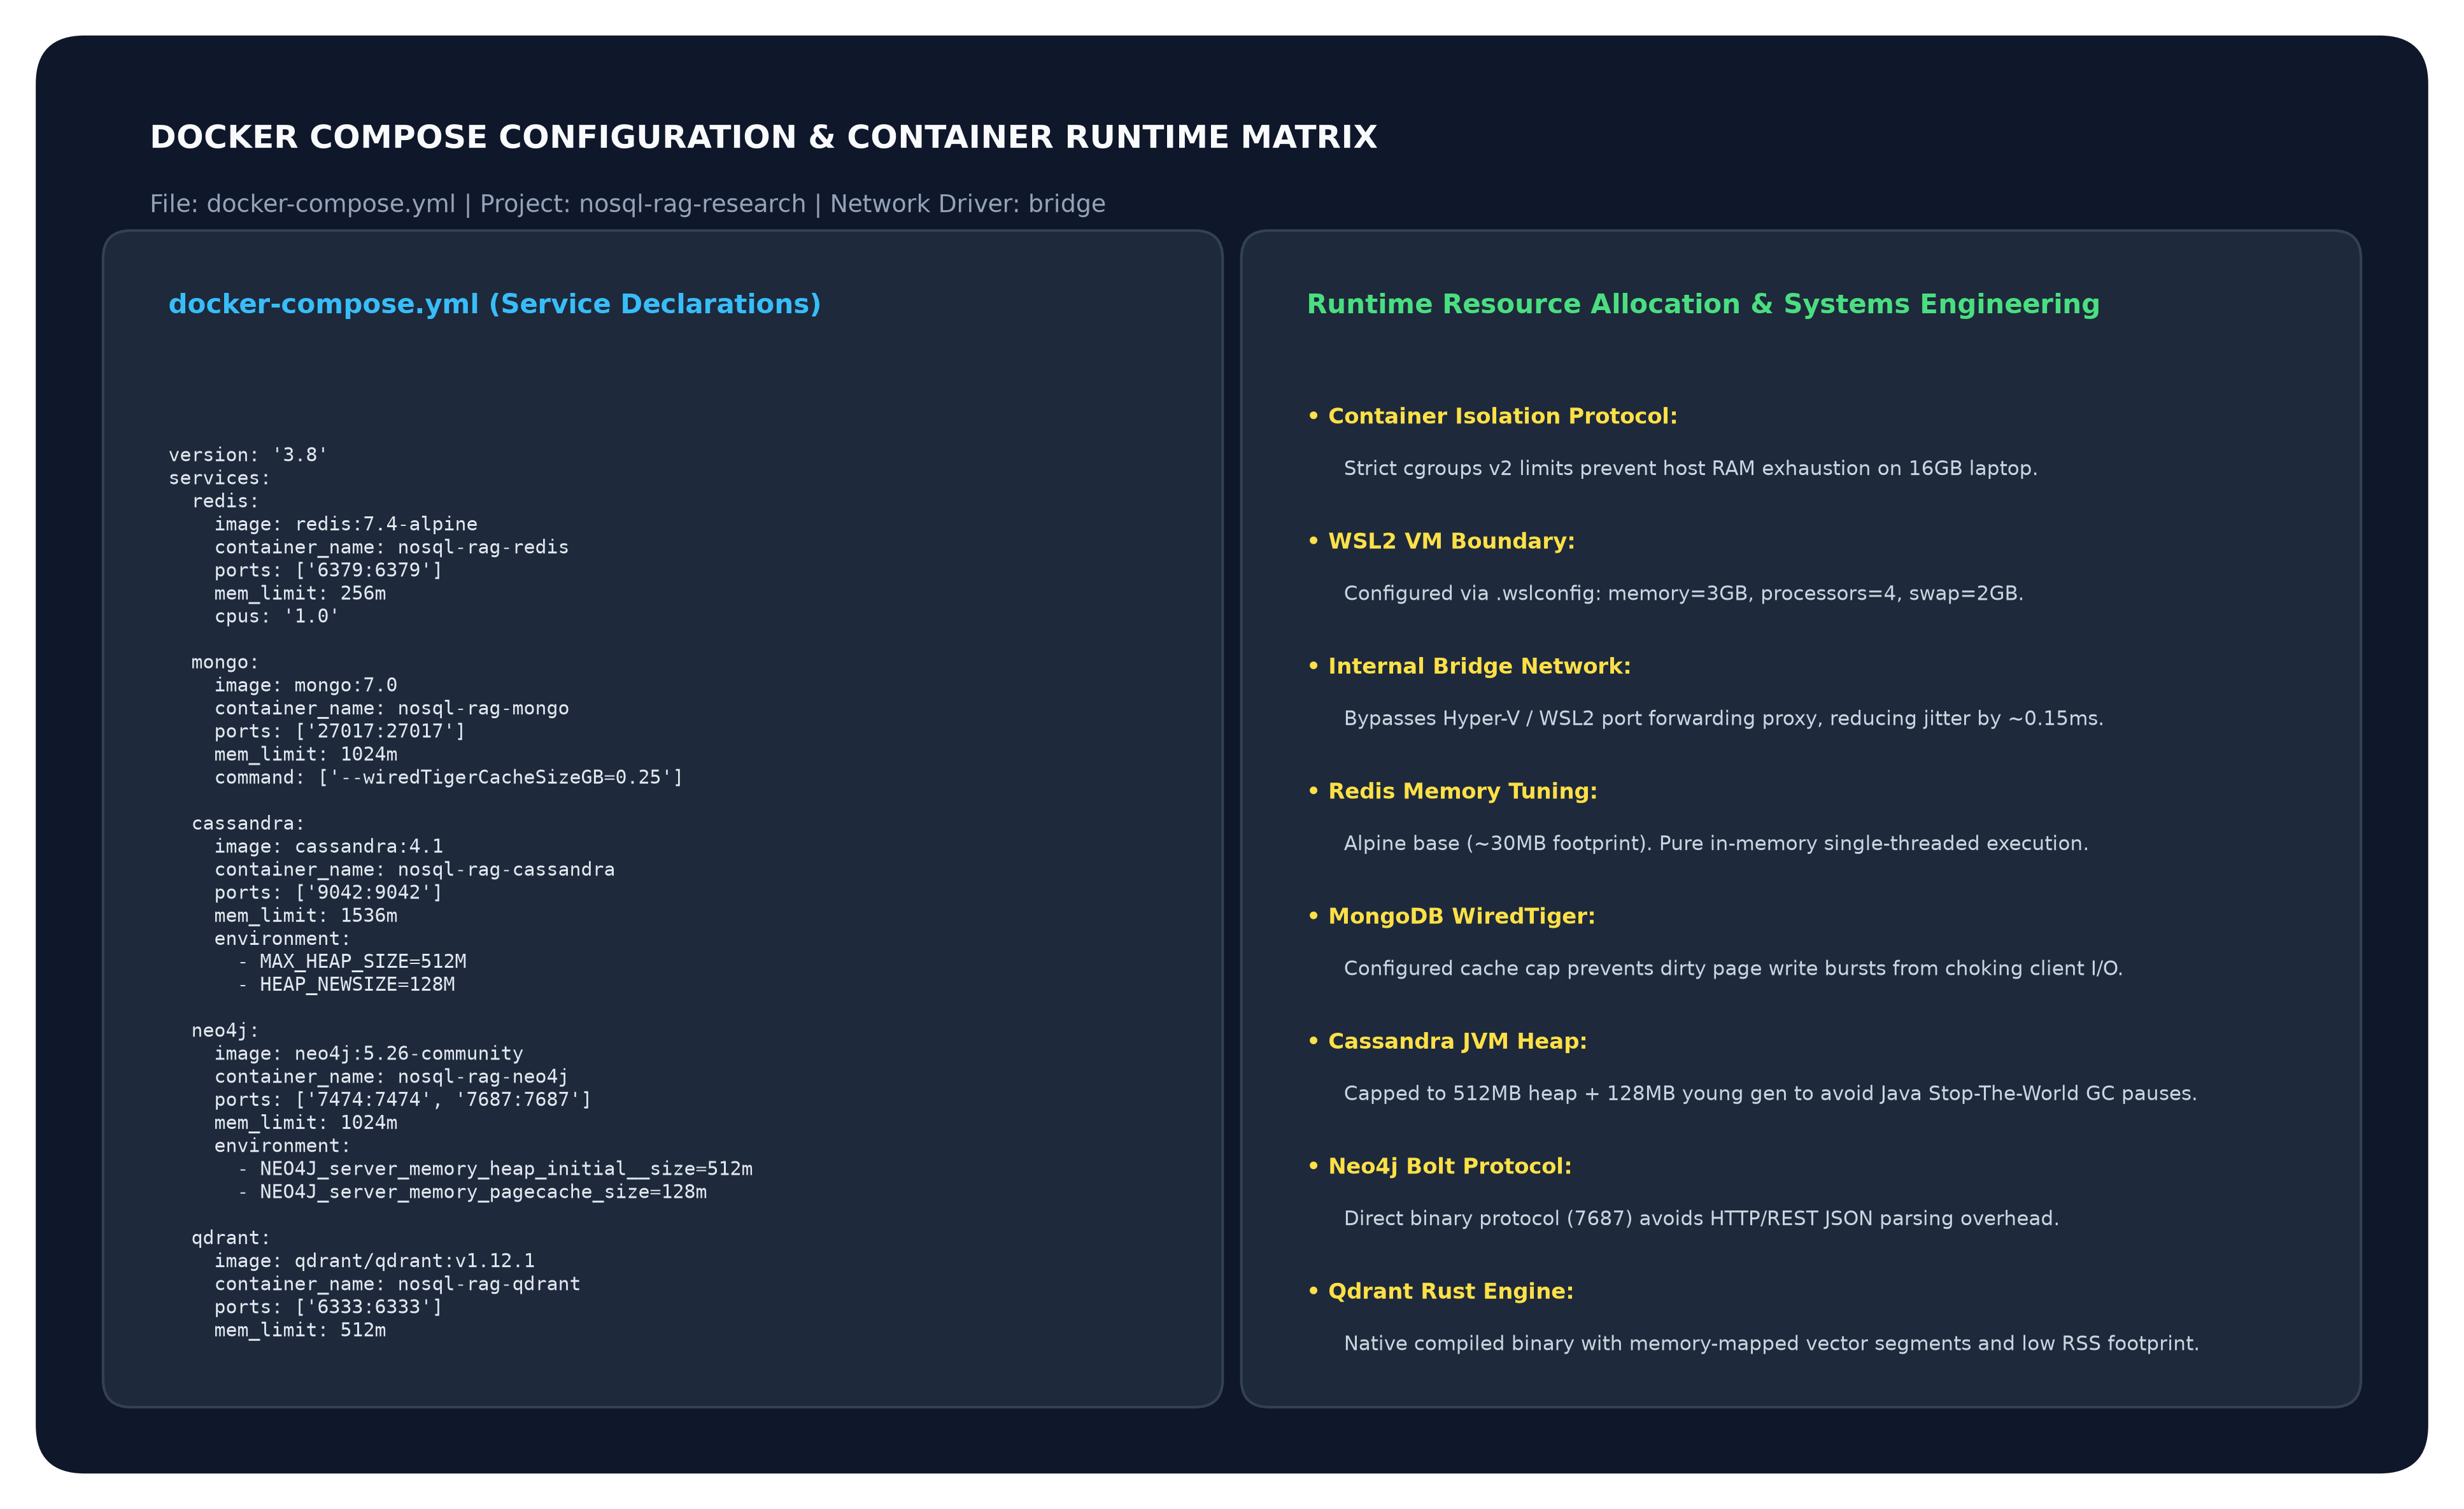 DOCKER COMPOSE CONFIGURATION & CONTAINER RUNTIME MATRIX
File: docker-compose.yml | Project: nosql-rag-research | Network Driver: bridge
docker-compose.yml (Service Declarations)
version: '3.8'
services:
  redis:
    image: redis:7.4-alpine
    container_name: nosql-rag-redis
    ports: ['6379:6379']
    mem_limit: 256m
    cpus: '1.0'

  mongo:
    image: mongo:7.0
    container_name: nosql-rag-mongo
    ports: ['27017:27017']
    mem_limit: 1024m
    command: ['--wiredTigerCacheSizeGB=0.25']

  cassandra:
    image: cassandra:4.1
    container_name: nosql-rag-cassandra
    ports: ['9042:9042']
    mem_limit: 1536m
    environment:
      - MAX_HEAP_SIZE=512M
      - HEAP_NEWSIZE=128M

  neo4j:
    image: neo4j:5.26-community
    container_name: nosql-rag-neo4j
    ports: ['7474:7474', '7687:7687']
    mem_limit: 1024m
    environment:
      - NEO4J_server_memory_heap_initial__size=512m
      - NEO4J_server_memory_pagecache_size=128m

  qdrant:
    image: qdrant/qdrant:v1.12.1
    container_name: nosql-rag-qdrant
    ports: ['6333:6333']
    mem_limit: 512m
Runtime Resource Allocation & Systems Engineering
• Container Isolation Protocol:
Strict cgroups v2 limits prevent host RAM exhaustion on 16GB laptop.
• WSL2 VM Boundary:
Configured via .wslconfig: memory=3GB, processors=4, swap=2GB.
• Internal Bridge Network:
Bypasses Hyper-V / WSL2 port forwarding proxy, reducing jitter by ~0.15ms.
• Redis Memory Tuning:
Alpine base (~30MB footprint). Pure in-memory single-threaded execution.
• MongoDB WiredTiger:
Configured cache cap prevents dirty page write bursts from choking client I/O.
• Cassandra JVM Heap:
Capped to 512MB heap + 128MB young gen to avoid Java Stop-The-World GC pauses.
• Neo4j Bolt Protocol:
Direct binary protocol (7687) avoids HTTP/REST JSON parsing overhead.
• Qdrant Rust Engine:
Native compiled binary with memory-mapped vector segments and low RSS footprint.